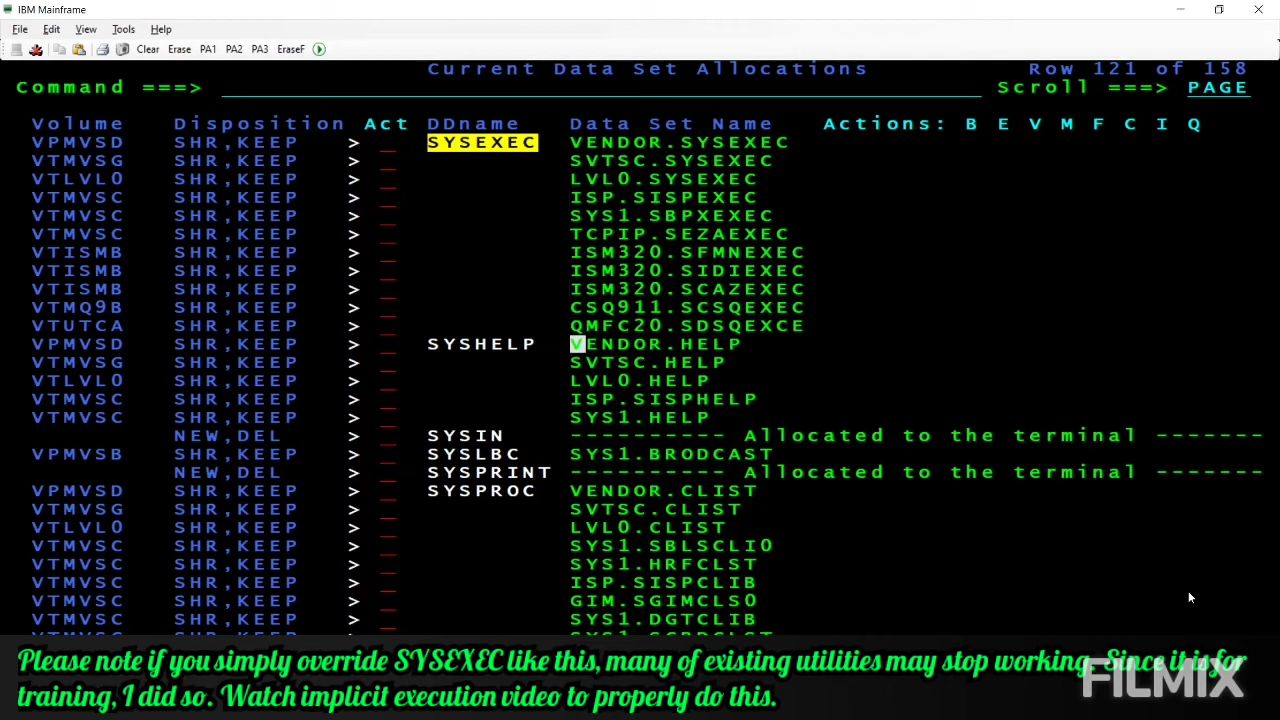 IBM Mainframe
File Edit View Tools Help
Clear Erase PA1 PA2 PA3 EraseF
Current Data Set Allocations Row 121 of 158
Command ===> Scroll ===> PAGE
Volume Disposition Act DDname Data Set Name Actions: B E V M F C I Q
VPMVSD SHR,KEEP > SYSEXEC VENDOR.SYSEXEC
VTMVSG SHR,KEEP > SVTSC.SYSEXEC
VTLVL0 SHR,KEEP > LVL0.SYSEXEC
VTMVSC SHR,KEEP > ISP.SISPEXEC
VTMVSC SHR,KEEP > SYS1.SBPXEXEC
VTMVSC SHR,KEEP > TCPIP.SEZAEXEC
VTISMB SHR,KEEP > ISM320.SFMNEXEC
VTISMB SHR,KEEP > ISM320.SIDIEXEC
VTISMB SHR,KEEP > ISM320.SCAZEXEC
VTMQ9B SHR,KEEP > CSQ911.SCSQEXEC
VTUTCA SHR,KEEP > QMFC20.SDSQEXCE
VPMVSD SHR,KEEP > SYSHELP VENDOR.HELP
VTMVSG SHR,KEEP > SVTSC.HELP
VTLVL0 SHR,KEEP > LVL0.HELP
VTMVSC SHR,KEEP > ISP.SISPHELP
VTMVSC SHR,KEEP > SYS1.HELP
NEW,DEL > SYSIN ---------- Allocated to the terminal -------
VPMVSB SHR,KEEP > SYSLBC SYS1.BRODCAST
NEW,DEL > SYSPRINT ---------- Allocated to the terminal -------
VPMVSD SHR,KEEP > SYSPROC VENDOR.CLIST
VTMVSG SHR,KEEP > SVTSC.CLIST
VTLVL0 SHR,KEEP > LVL0.CLIST
VTMVSC SHR,KEEP > SYS1.SBLSCLI0
VTMVSC SHR,KEEP > SYS1.HRFCLST
VTMVSC SHR,KEEP > ISP.SISPCLIB
VTMVSC SHR,KEEP > GIM.SGIMCLS0
VTMVSC SHR,KEEP > SYS1.DGTCLIB
Please note if you simply override SYSEXEC like this, many of existing utilities may stop working. Since it is for
training, I did so. Watch implicit execution video to properly do this.
FILMIX